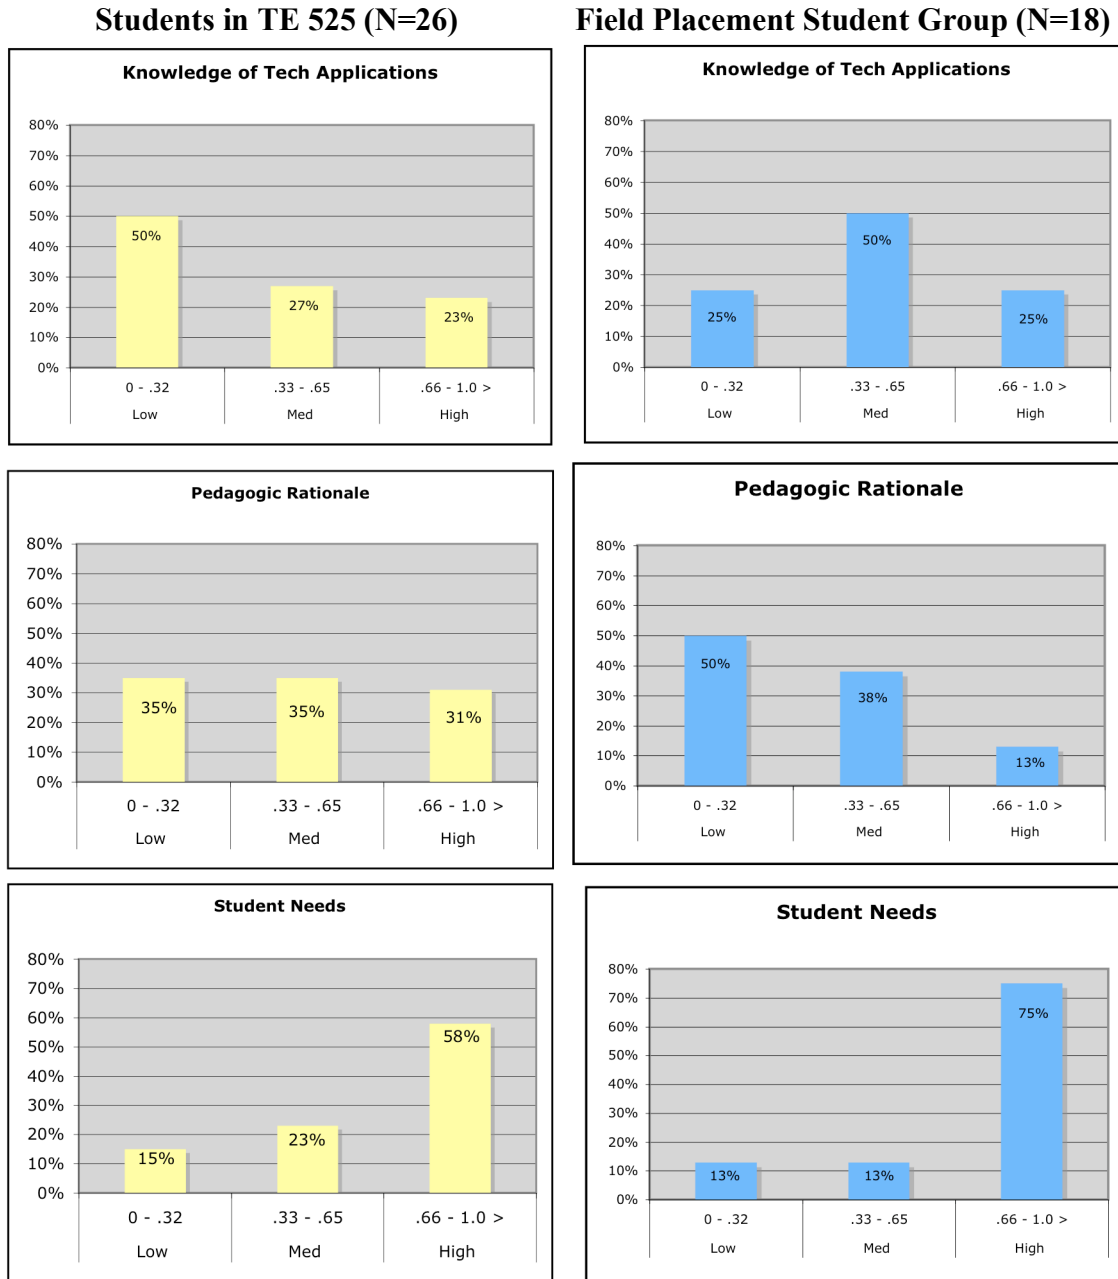 Students in TE 525 (N=26)
Field Placement Student Group (N=18)
Knowledge of Tech Applications
80%
70%
60%
50%
40%
30%
20%
10%
0%
50%
27%
23%
0 - .32
.33 - .65
.66 - 1.0 >
Low
Med
High
Knowledge of Tech Applications
80%
70%
60%
50%
40%
30%
20%
10%
0%
25%
50%
25%
0 - .32
.33 - .65
.66 - 1.0 >
Low
Med
High
Pedagogic Rationale
80%
70%
60%
50%
40%
30%
20%
10%
0%
35%
35%
31%
0 - .32
.33 - .65
.66 - 1.0 >
Low
Med
High
Pedagogic Rationale
80%
70%
60%
50%
40%
30%
20%
10%
0%
50%
38%
13%
0 - .32
.33 - .65
.66 - 1.0 >
Low
Med
High
Student Needs
80%
70%
60%
50%
40%
30%
20%
10%
0%
15%
23%
58%
0 - .32
.33 - .65
.66 - 1.0 >
Low
Med
High
Student Needs
80%
70%
60%
50%
40%
30%
20%
10%
0%
13%
13%
75%
0 - .32
.33 - .65
.66 - 1.0 >
Low
Med
High